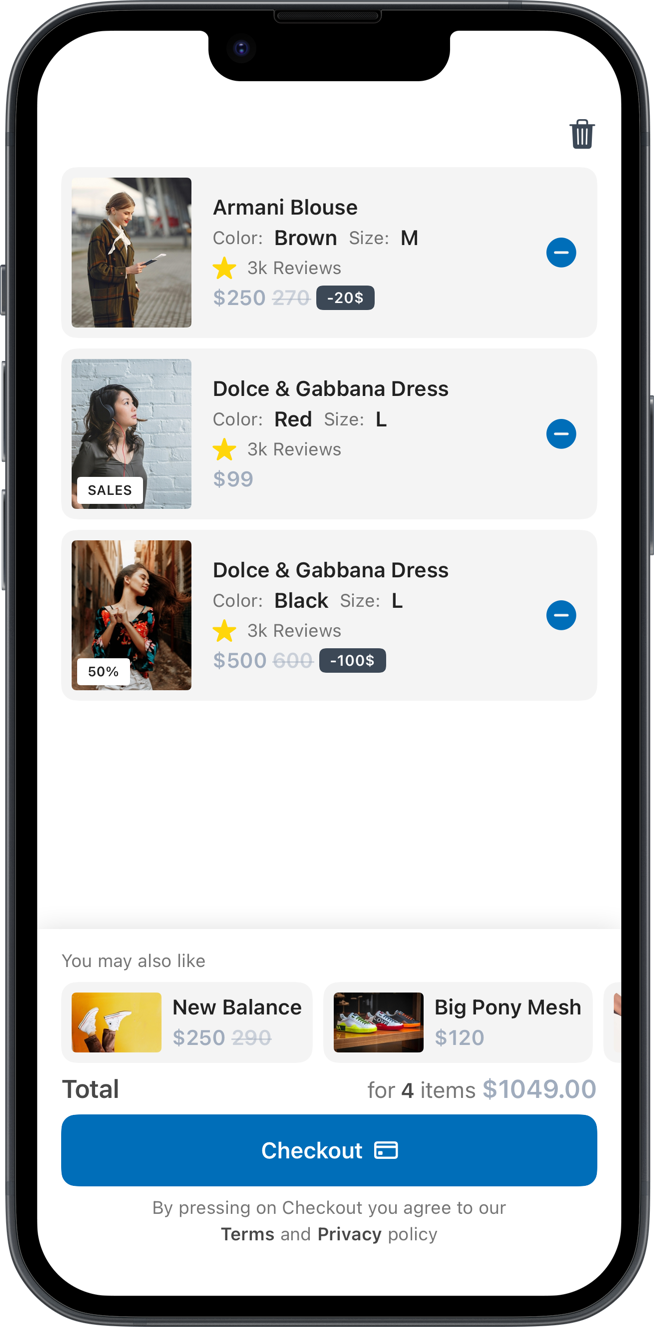 Armani Blouse
Color: Brown Size: M
3k Reviews
$250 270 -20$
Dolce & Gabbana Dress
Color: Red Size: L
3k Reviews
$99
SALES
Dolce & Gabbana Dress
Color: Black Size: L
3k Reviews
$500 600 -100$
50%
You may also like
New Balance
$250 290
Big Pony Mesh
$120
Total for 4 items $1049.00
Checkout
By pressing on Checkout you agree to our
Terms and Privacy policy